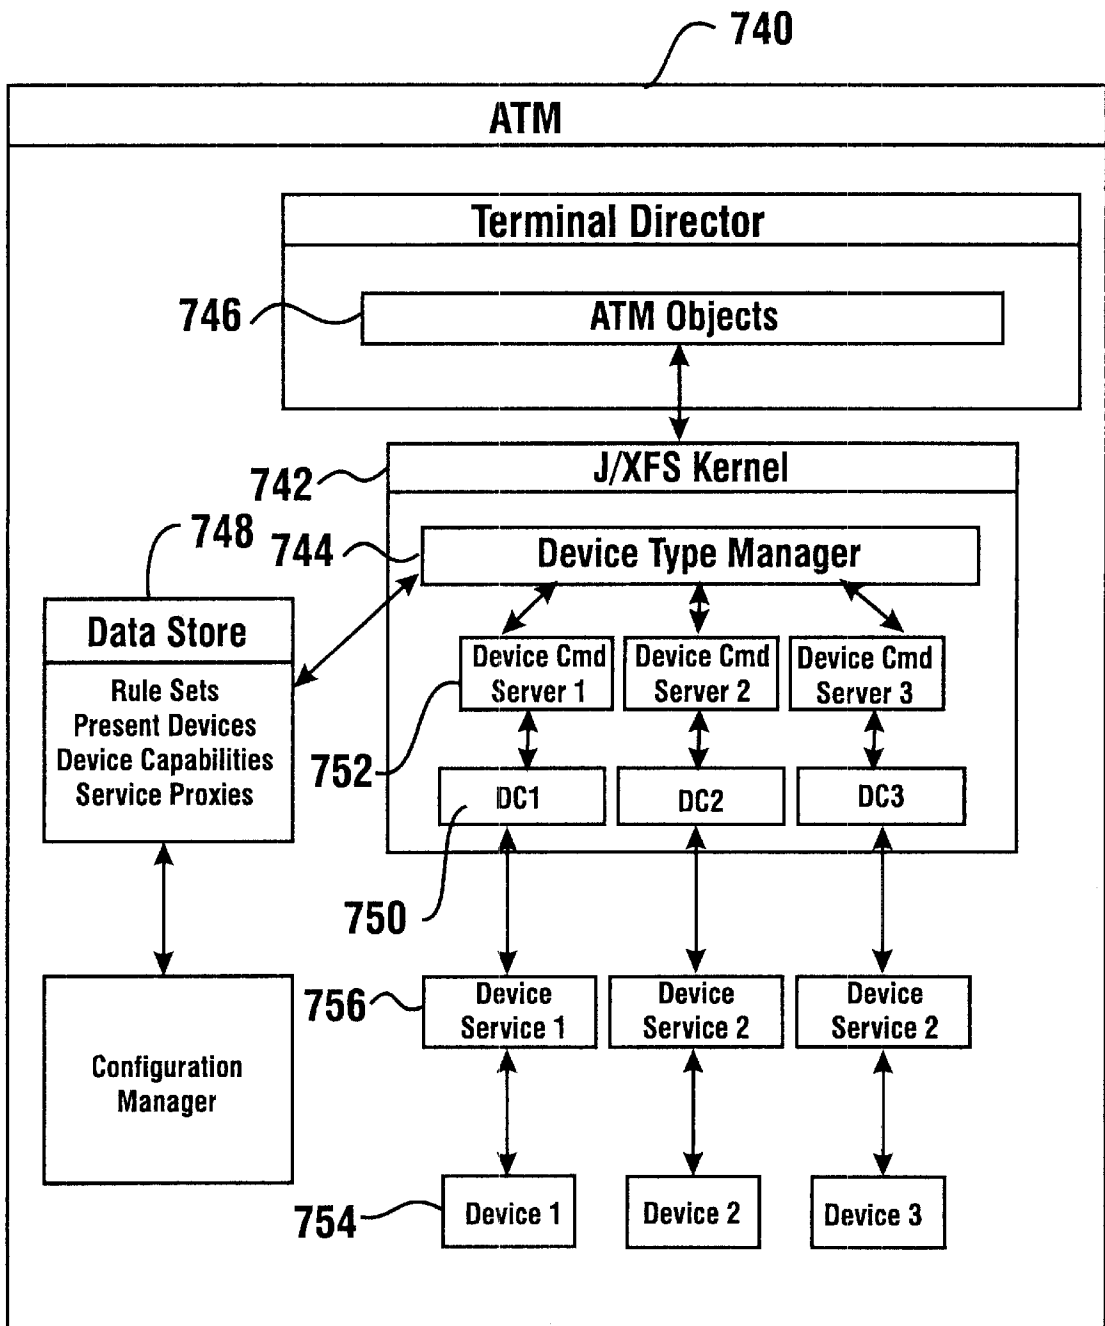 740
ATM
Terminal Director
746
ATM Objects
742
J/XFS Kernel
748
744
Device Type Manager
Data Store
Rule Sets
Present Devices
Device Capabilities
Service Proxies
Device Cmd
Server 1
Device Cmd
Server 2
Device Cmd
Server 3
752
DC1
DC2
DC3
750
756
Device
Service 1
Device
Service 2
Device
Service 2
Configuration
Manager
754
Device 1
Device 2
Device 3